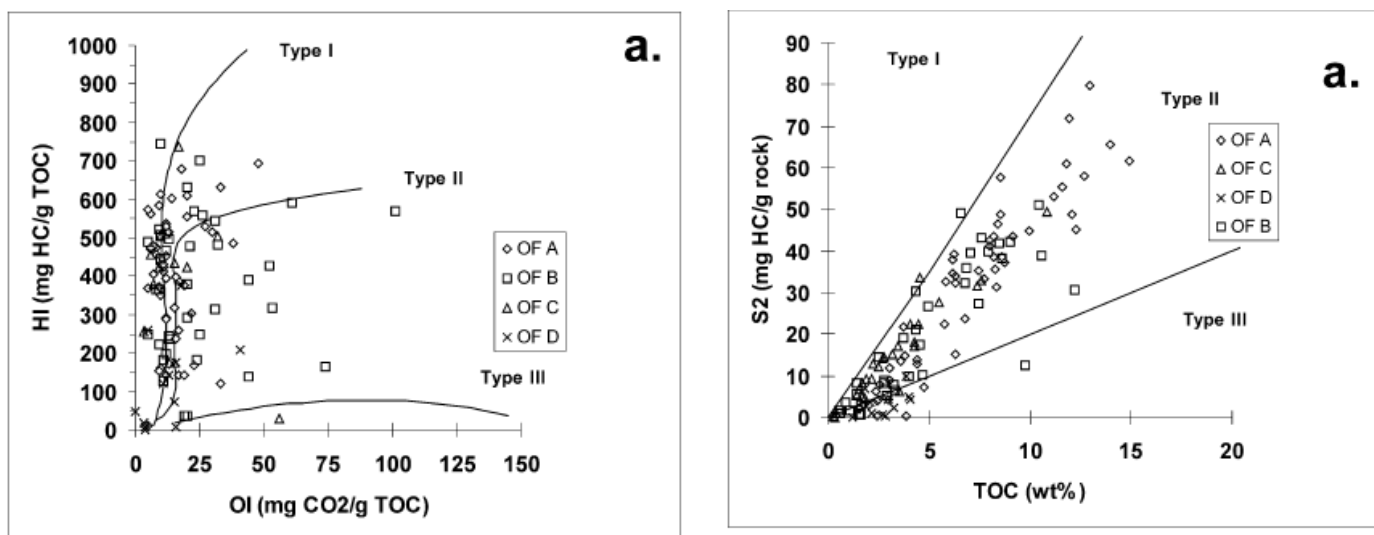 a.
HI (mg HC/g TOC)
1000
900
800
700
600
500
400
300
200
100
0
Type I
Type II
Type III
OF A
OF B
OF C
OF D
0 25 50 75 100 125 150
OI (mg CO2/g TOC)
a.
S2 (mg HC/g rock)
90
80
70
60
50
40
30
20
10
0
Type I
Type II
Type III
OF A
OF C
OF D
OF B
0 5 10 15 20
TOC (wt%)